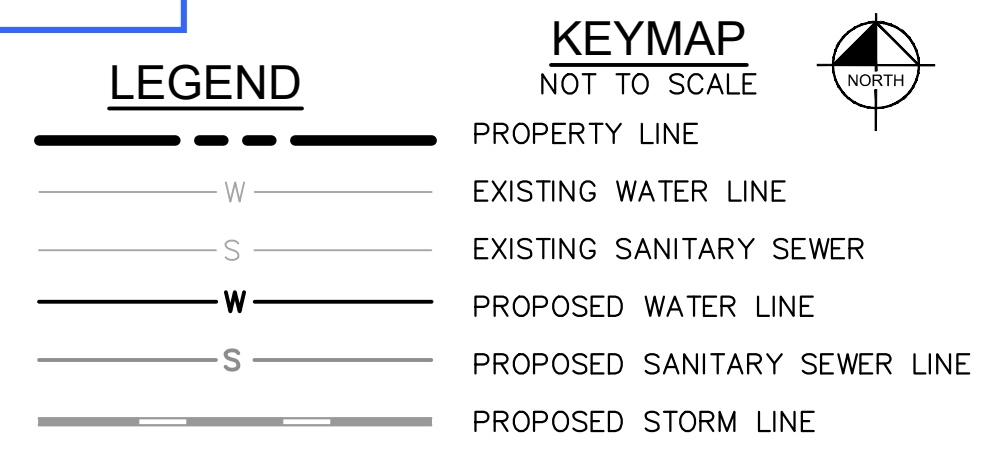 KEYMAP
NOT TO SCALE
NORTH
LEGEND
PROPERTY LINE
W EXISTING WATER LINE
S EXISTING SANITARY SEWER
W PROPOSED WATER LINE
S PROPOSED SANITARY SEWER LINE
PROPOSED STORM LINE